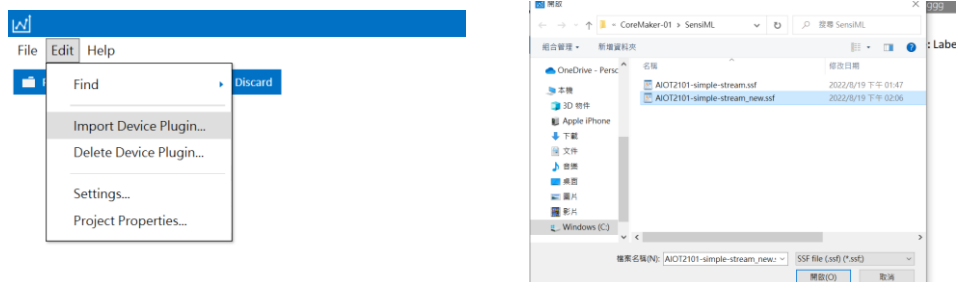 File Edit Help
Discard
Find
Import Device Plugin...
Delete Device Plugin...
Settings...
Project Properties...
開啟
999
« CoreMaker-01 › SensiML
搜尋 SensiML
: Labe
組合管理
新增資料夾
名稱
修改日期
OneDrive - Persc
AIOT2101-simple-stream.ssf 2022/8/19 下午 01:47
AIOT2101-simple-stream_new.ssf 2022/8/19 下午 02:06
本機
3D 物件
Apple iPhone
下載
文件
音樂
桌面
圖片
影片
Windows (C:)
檔案名稱(N): AIOT2101-simple-stream_new.:
SSF file (.ssf) (*.ssf;)
開啟(O) 取消